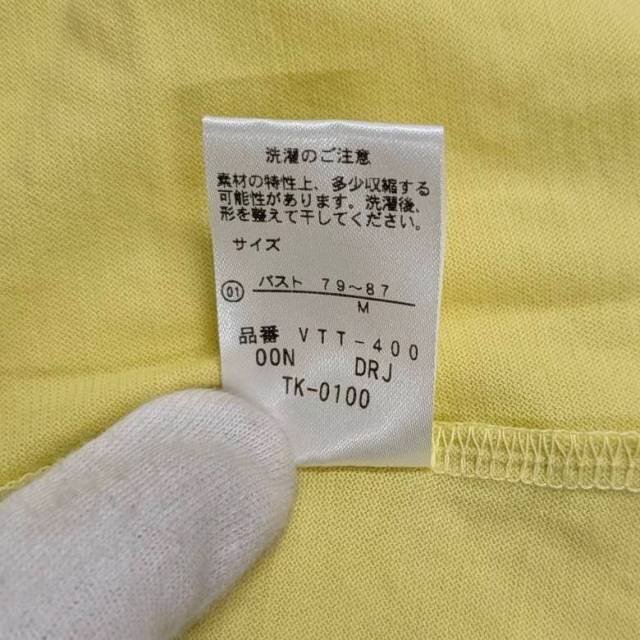 洗濯のご注意
素材の特性上、多少収縮する
可能性があります。洗濯後、
形を整えて干してください。
サイズ
01 バスト 79〜87
M
品番 VTT-400
00N DRJ
TK-0100